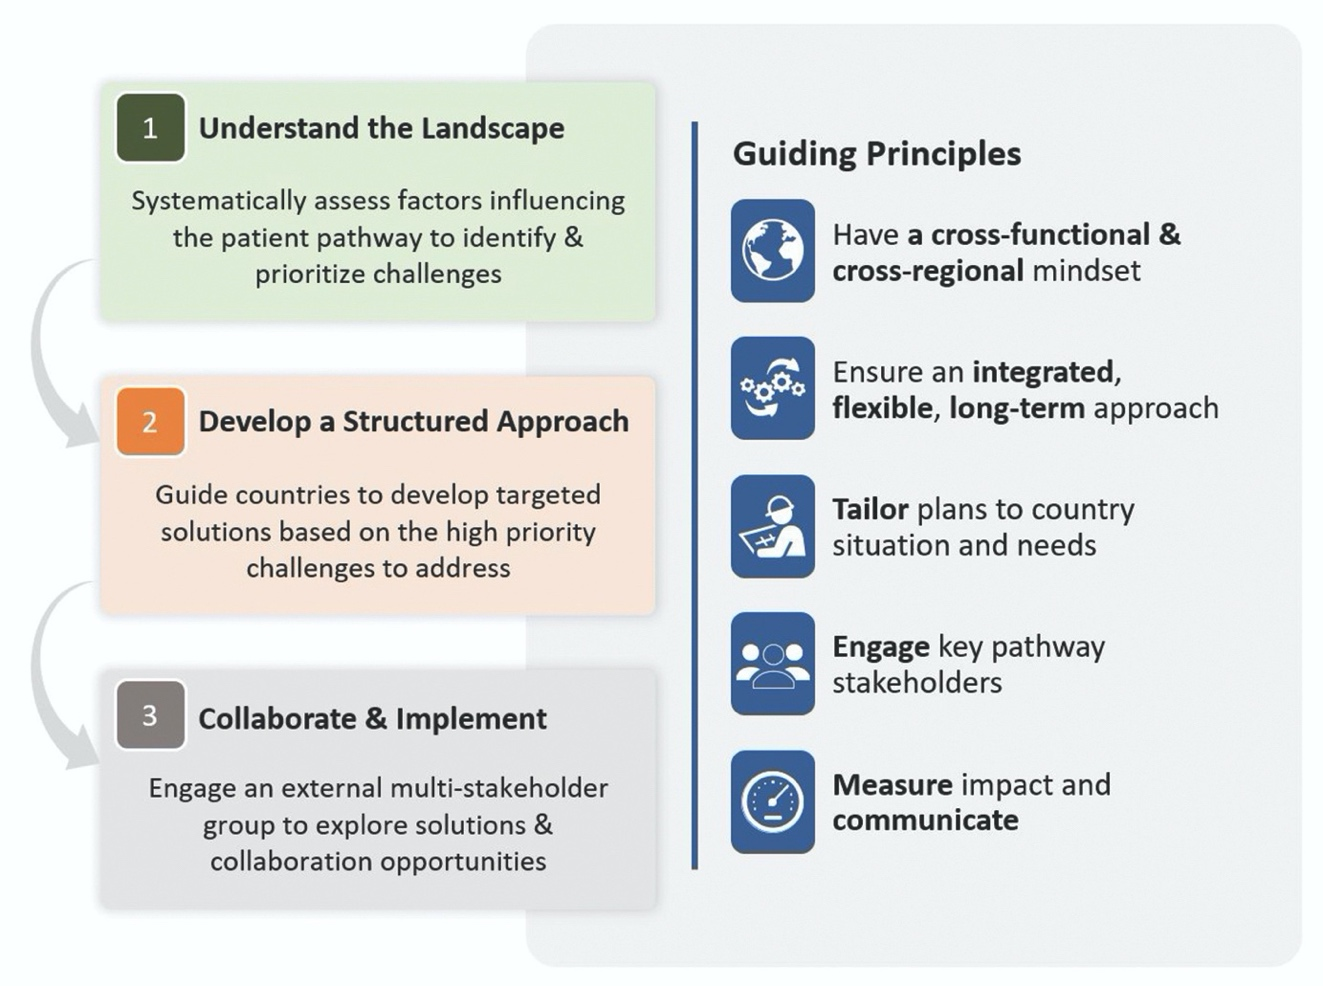 1
Understand the Landscape
Systematically assess factors influencing
the patient pathway to identify &
prioritize challenges
2
Develop a Structured Approach
Guide countries to develop targeted
solutions based on the high priority
challenges to address
3
Collaborate & Implement
Engage an external multi-stakeholder
group to explore solutions &
collaboration opportunities
Guiding Principles
Have a cross-functional &
cross-regional mindset
Ensure an integrated,
flexible, long-term approach
Tailor plans to country
situation and needs
Engage key pathway
stakeholders
Measure impact and
communicate